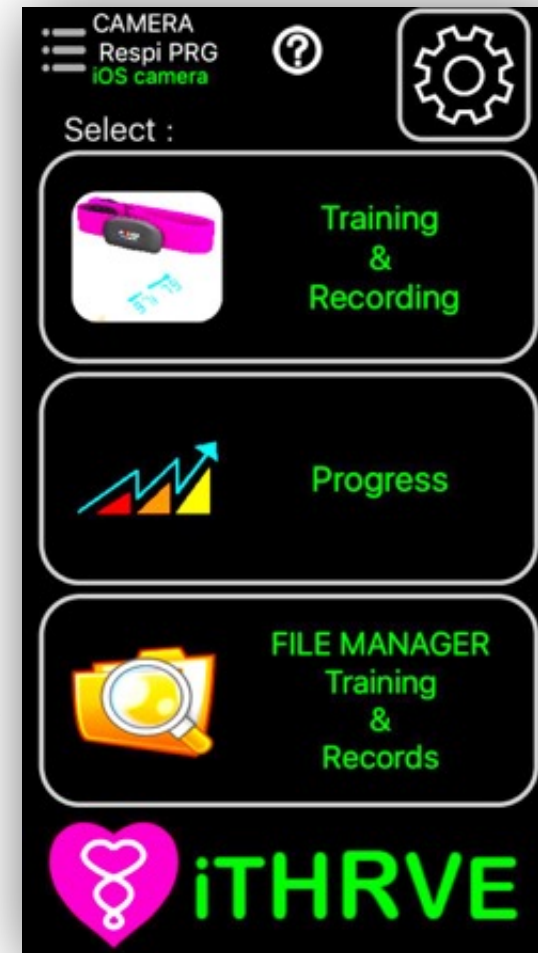 CAMERA
Respi PRG
iOS camera
?
Select :
Training
&
Recording
Progress
FILE MANAGER
Training
&
Records
iTHRVE